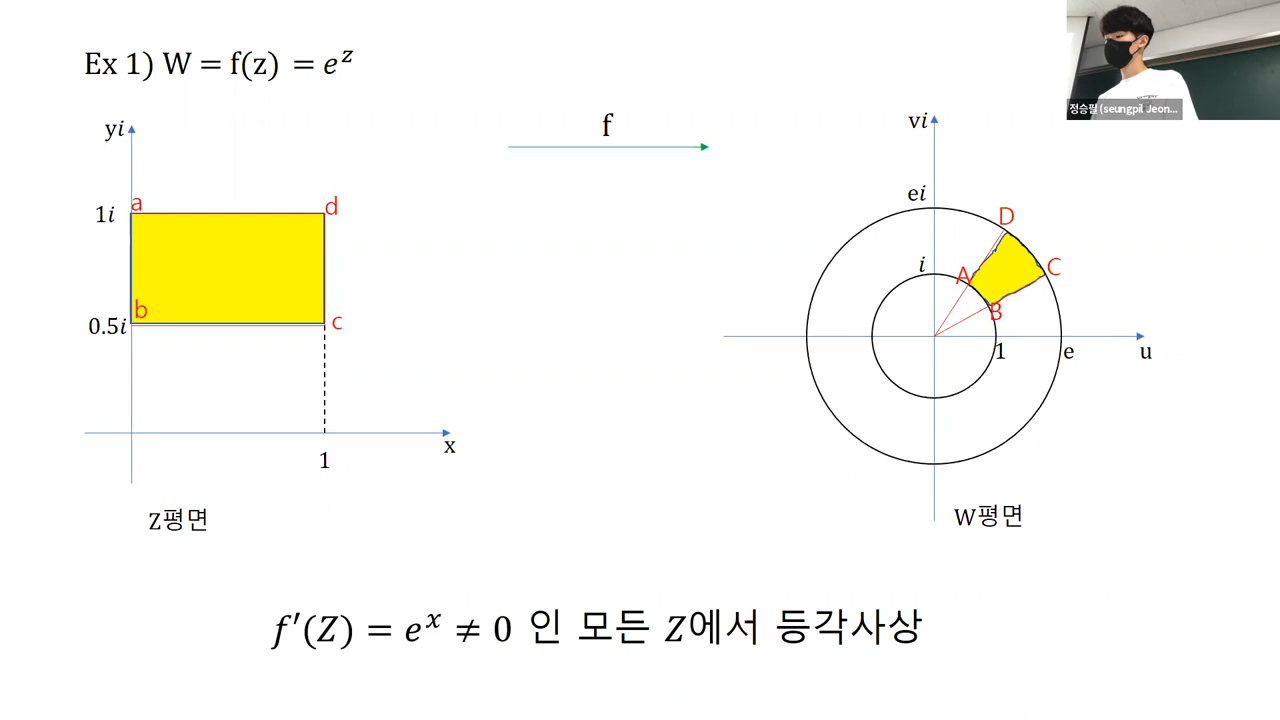 Ex 1) W = f(z) = e^z
정승필 (seungpil Jeon...
f
yi
a
d
1i
b
0.5i
c
x
1
Z평면
vi
ei
D
i
A
C
B
1
e
u
W평면
f′(Z) = e^x ≠ 0 인 모든 Z에서 등각사상